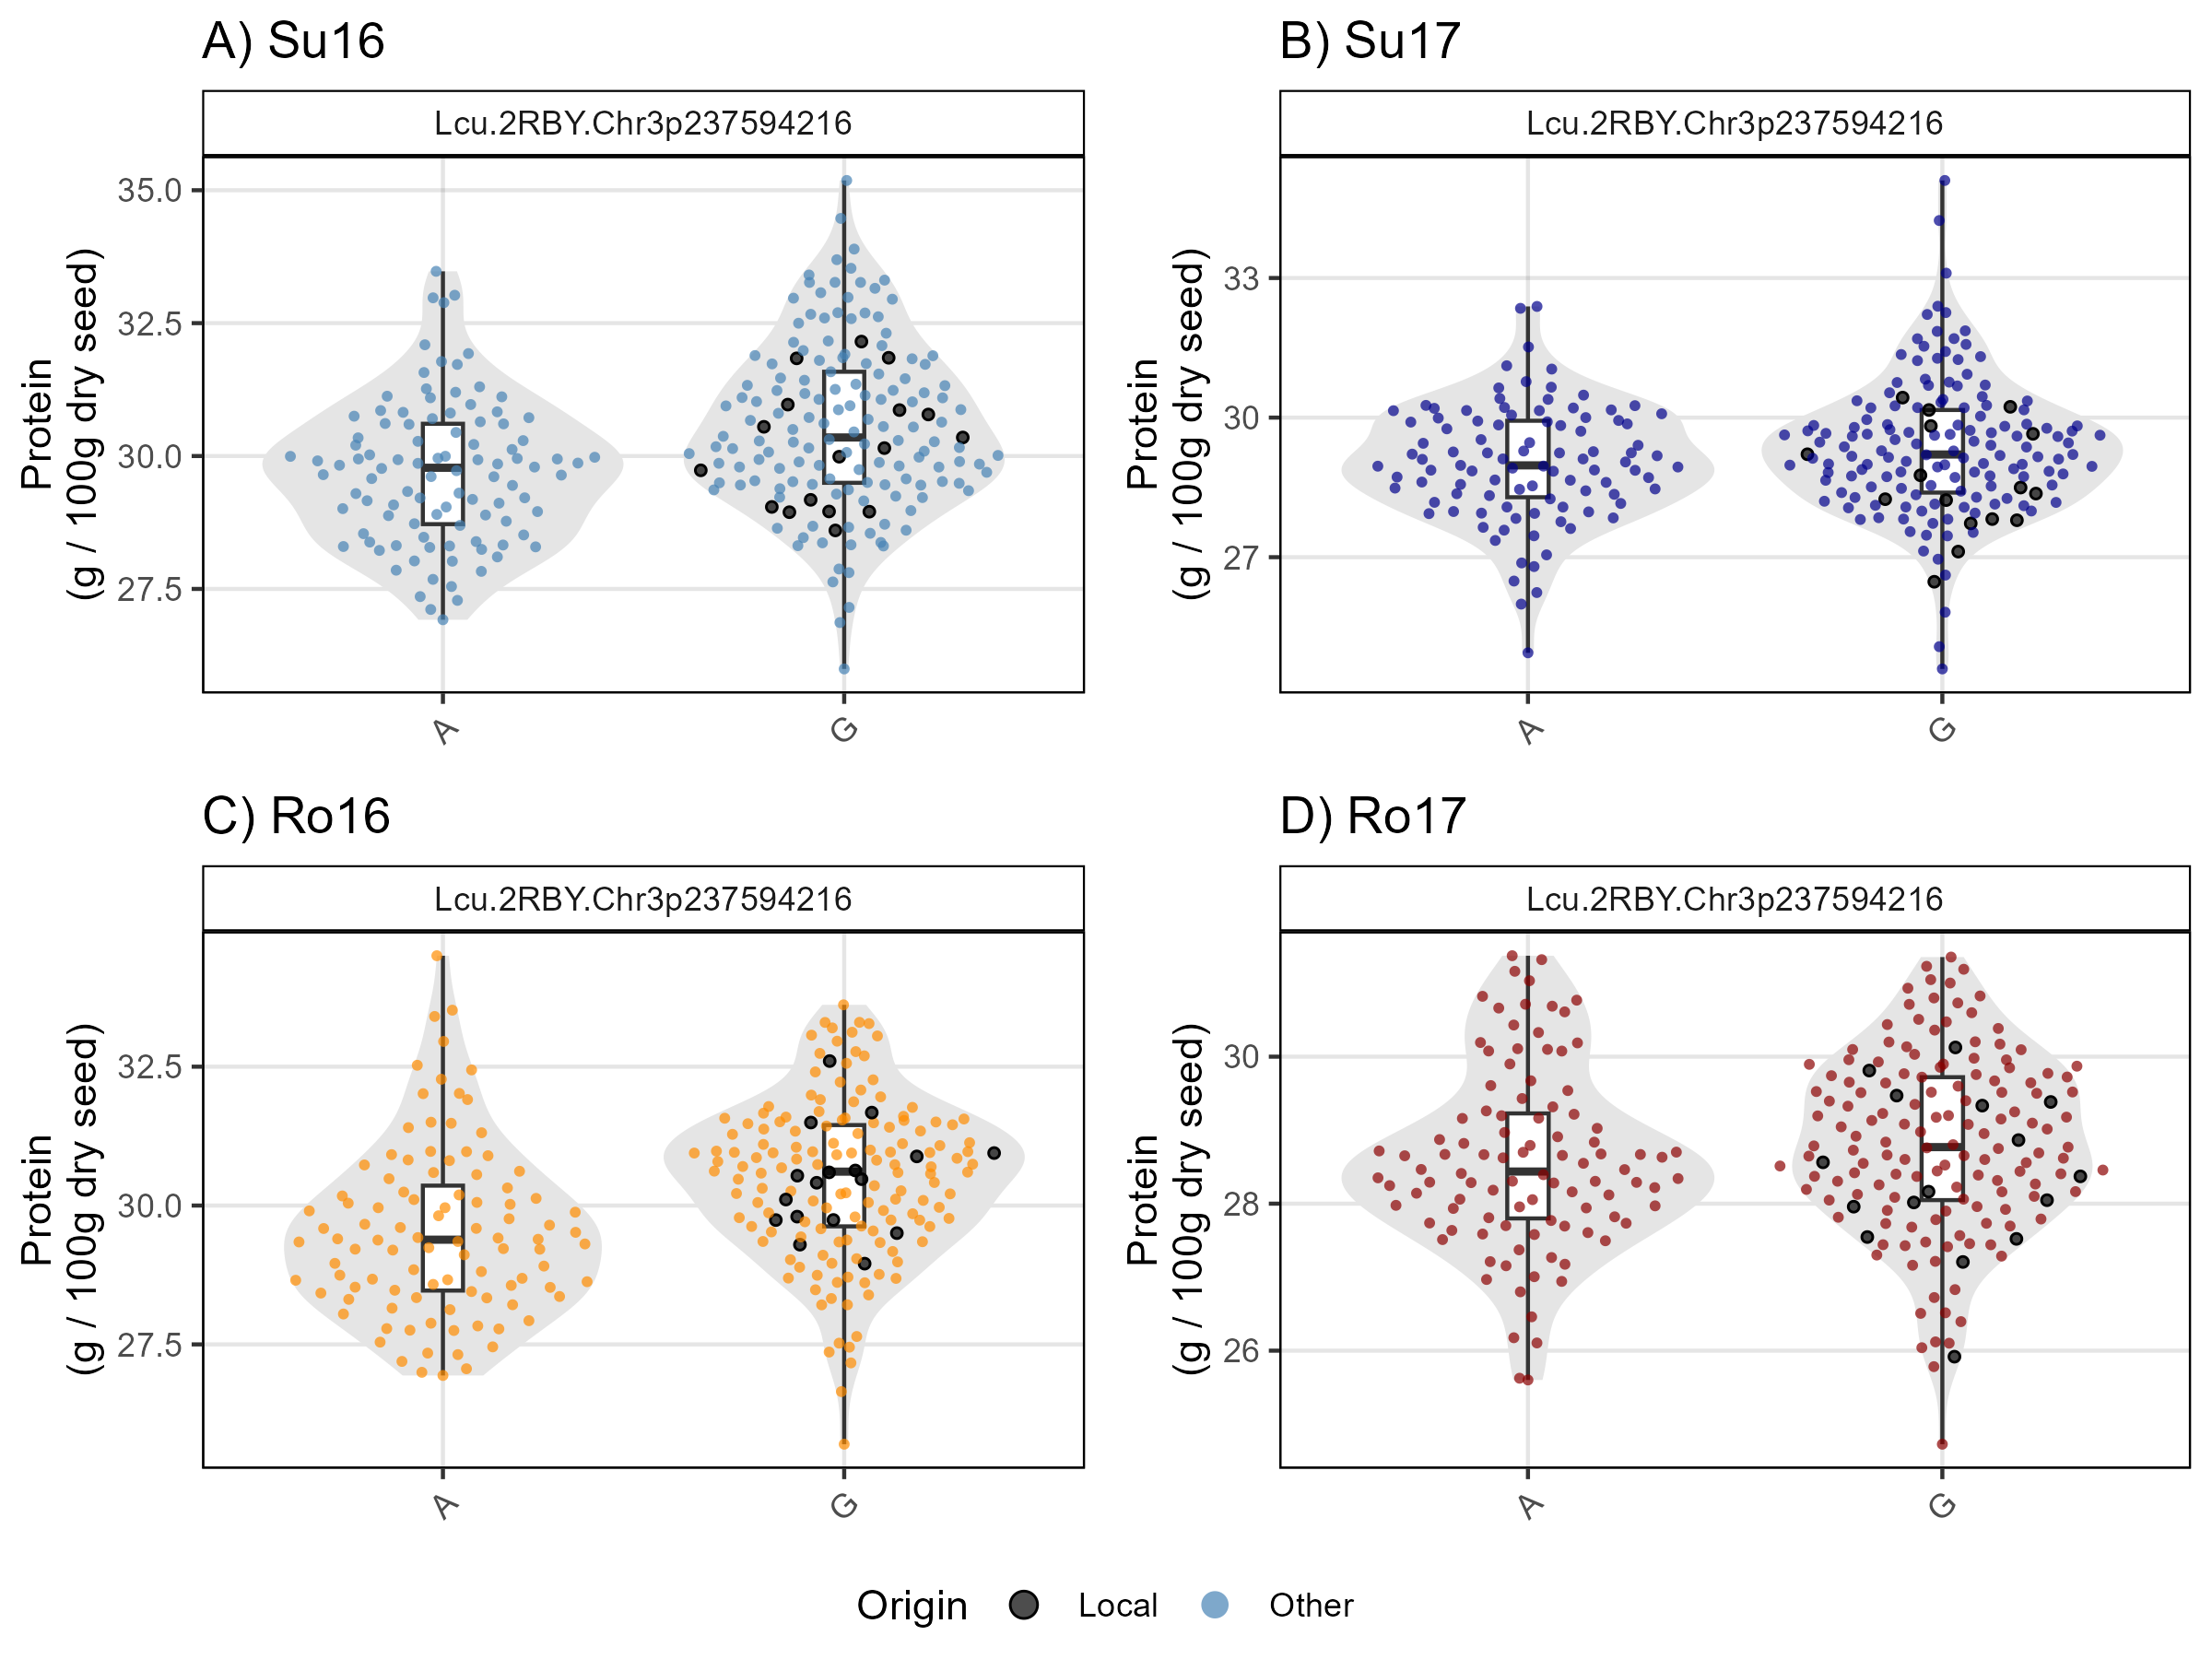 A) Su16
Lcu.2RBY.Chr3p237594216
Protein
(g / 100g dry seed)
35.0
32.5
30.0
27.5
A
G
B) Su17
Lcu.2RBY.Chr3p237594216
Protein
(g / 100g dry seed)
33
30
27
A
G
C) Ro16
Lcu.2RBY.Chr3p237594216
Protein
(g / 100g dry seed)
32.5
30.0
27.5
A
G
D) Ro17
Lcu.2RBY.Chr3p237594216
Protein
(g / 100g dry seed)
30
28
26
A
G
Origin Local Other